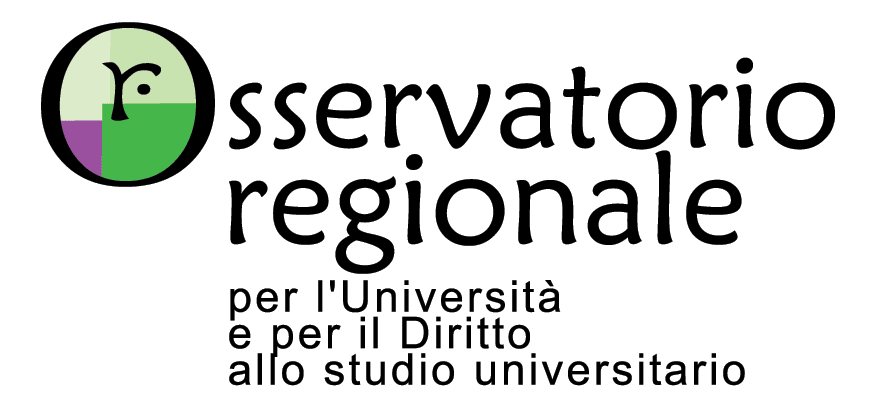 Osservatorio
regionale
per l'Università
e per il Diritto
allo studio universitario